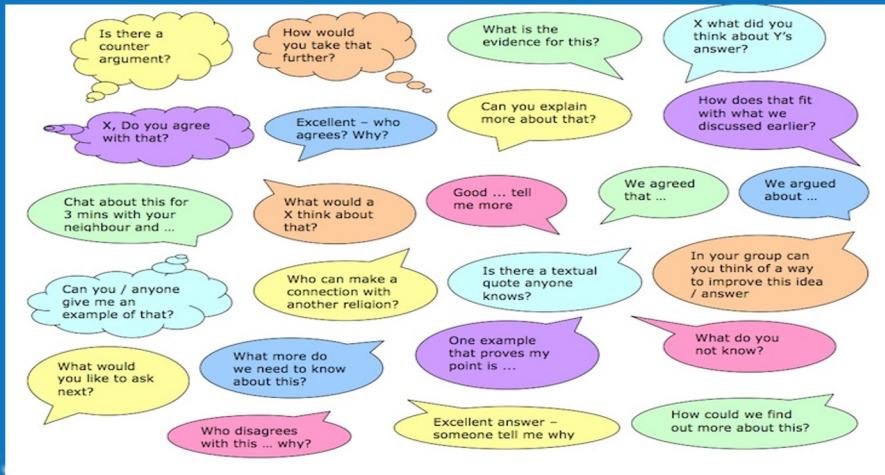 Is there a
counter
argument?
How would
you take that
further?
What is the
evidence for this?
X what did you
think about Y's
answer?
X, Do you agree
with that?
Excellent – who
agrees? Why?
Can you explain
more about that?
How does that fit
with what we
discussed earlier?
Chat about this for
3 mins with your
neighbour and ...
What would a
X think about
that?
Good ... tell
me more
We agreed
that ...
We argued
about ...
Can you / anyone
give me an
example of that?
Who can make a
connection with
another religion?
Is there a textual
quote anyone
knows?
In your group can
you think of a way
to improve this idea
/ answer
What would
you like to ask
next?
What more do
we need to know
about this?
One example
that proves my
point is ...
What do you
not know?
Who disagrees
with this ... why?
Excellent answer –
someone tell me why
How could we find
out more about this?